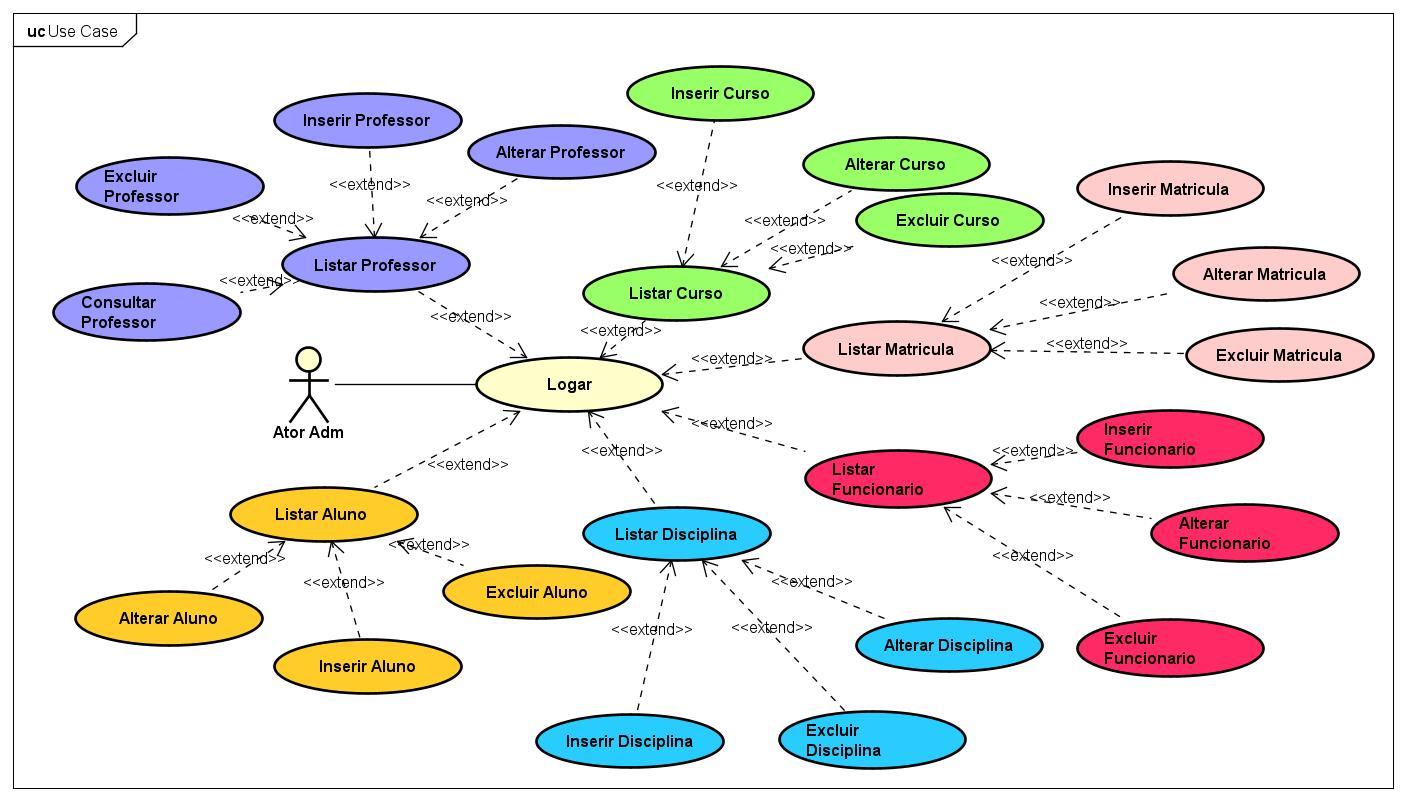 uc Use Case
Inserir Curso
Inserir Professor
Alterar Professor
Alterar Curso
Excluir
Professor
<<extend>>
<<extend>>
Inserir Matricula
<<extend>>
Excluir Curso
<<extend>>
<<extend>>
<<extend>>
Listar Professor
<<extend>>
Alterar Matricula
<<extend>>
Listar Curso
Consultar
Professor
<<extend>>
<<extend>>
<<extend>>
<<extend>>
Listar Matricula
<<extend>>
Excluir Matricula
<<extend>>
Logar
Ator Adm
<<extend>>
Inserir
Funcionario
<<extend>>
<<extend>>
<<extend>>
Listar
Funcionario
<<extend>>
Listar Aluno
Alterar
Funcionario
Listar Disciplina
<<extend>>
<<extend>>
<<extend>>
<<extend>>
<<extend>>
Excluir Aluno
Alterar Aluno
<<extend>>
<<extend>>
Alterar Disciplina
Excluir
Funcionario
Inserir Aluno
Inserir Disciplina
Excluir
Disciplina